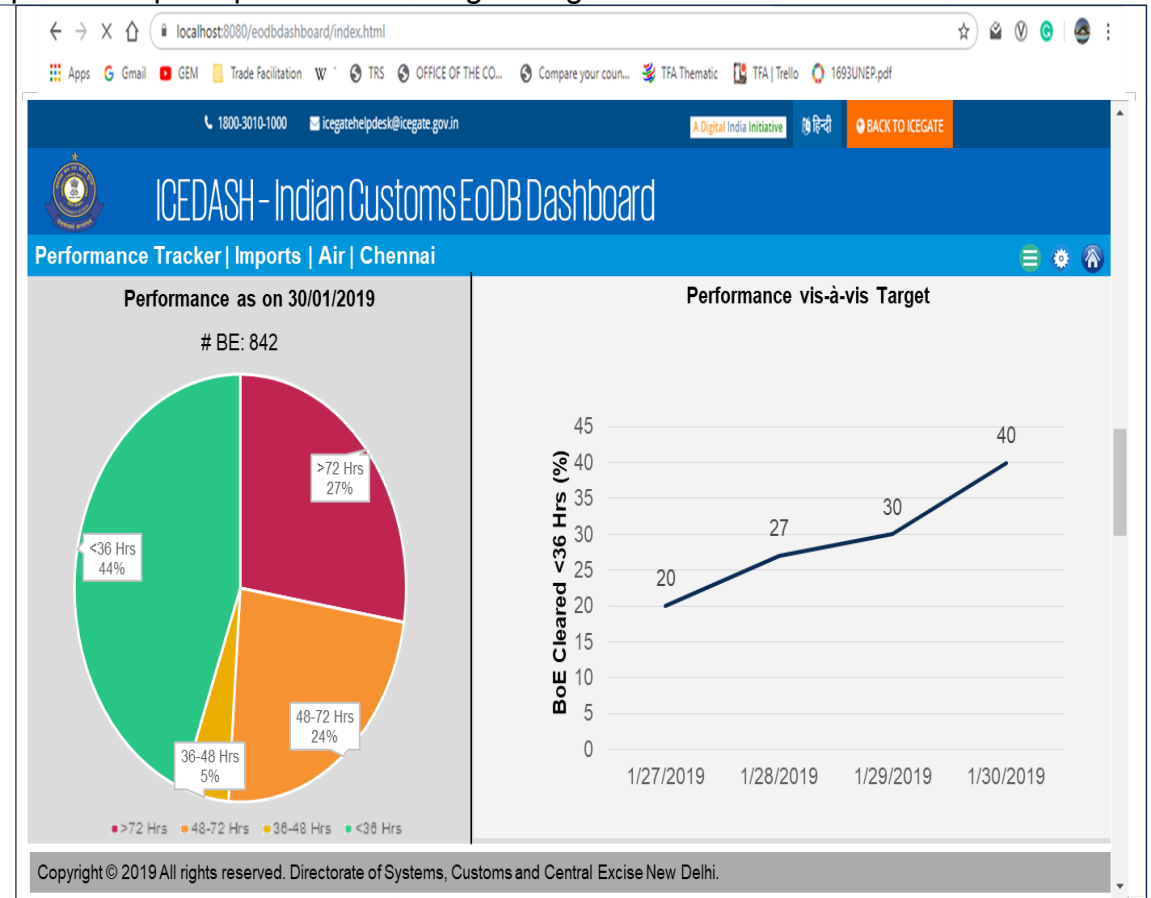 localhost:8080/eodbdashboard/index.html
Apps Gmail GEM Trade Facilitation W ` TRS OFFICE OF THE CO... Compare your coun... TFA Thematic TFA | Trello 1693UNEP.pdf
1800-3010-1000 icegatehelpdesk@icegate.gov.in A Digital India Initiative हिन्दी BACK TO ICEGATE
ICEDASH - Indian Customs EoDB Dashboard
Performance Tracker | Imports | Air | Chennai
Performance as on 30/01/2019
# BE: 842
>72 Hrs
27%
<36 Hrs
44%
48-72 Hrs
24%
36-48 Hrs
5%
>72 Hrs 48-72 Hrs 36-48 Hrs <36 Hrs
Performance vis-à-vis Target
BoE Cleared <36 Hrs (%)
45
40
35
30
25
20
15
10
5
0
20
27
30
40
1/27/2019 1/28/2019 1/29/2019 1/30/2019
Copyright © 2019 All rights reserved. Directorate of Systems, Customs and Central Excise New Delhi.